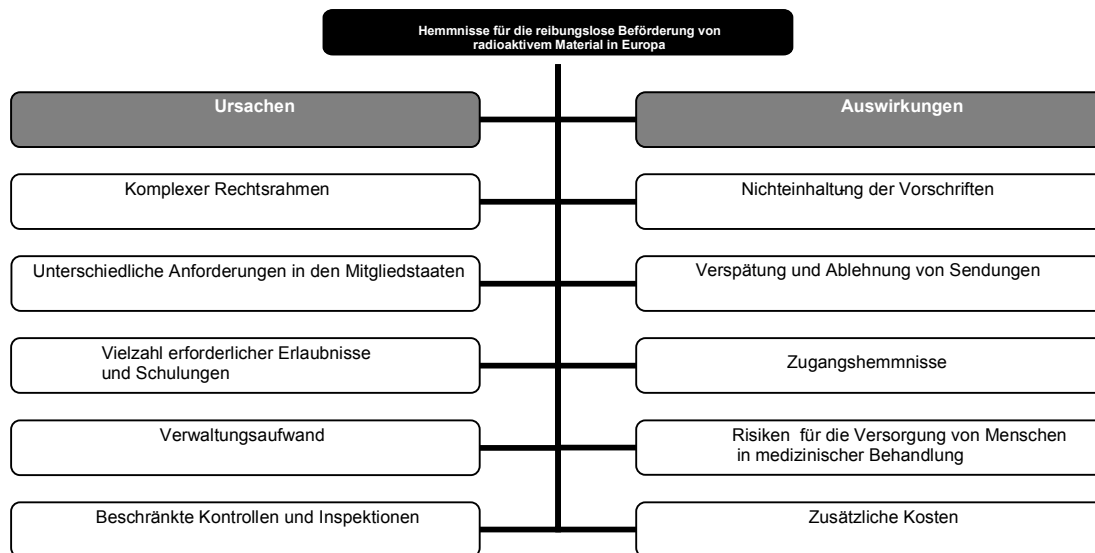 Hemmnisse für die reibungslose Beförderung von
radioaktivem Material in Europa
Ursachen
Auswirkungen
Komplexer Rechtsrahmen
Nichteinhaltung der Vorschriften
Unterschiedliche Anforderungen in den Mitgliedstaaten
Verspätung und Ablehnung von Sendungen
Vielzahl erforderlicher Erlaubnisse
und Schulungen
Zugangshemmnisse
Verwaltungsaufwand
Risiken für die Versorgung von Menschen
in medizinischer Behandlung
Beschränkte Kontrollen und Inspektionen
Zusätzliche Kosten